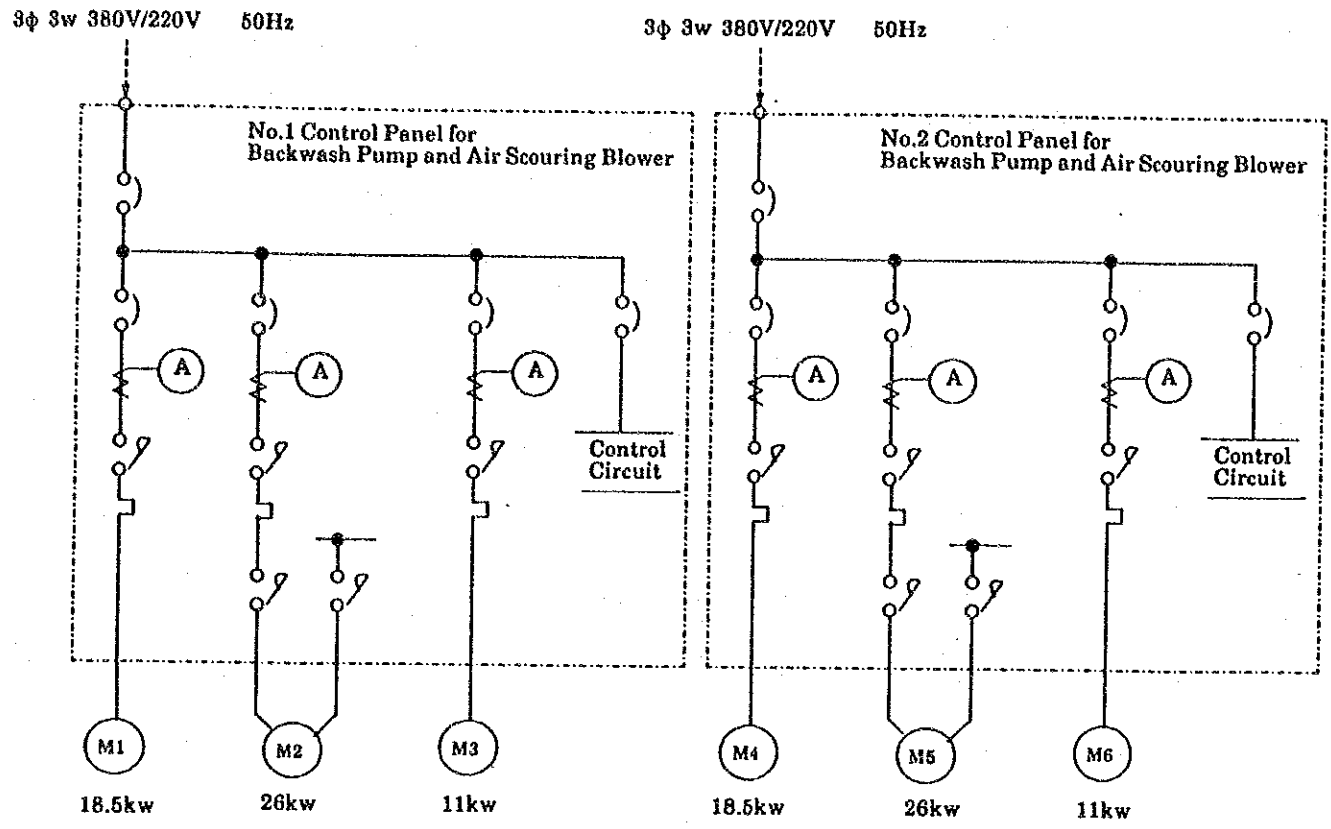 3φ 3w 380V/220V 50Hz
No.1 Control Panel for
Backwash Pump and Air Scouring Blower
A
A
A
Control
Circuit
M1
M2
M3
18.5kw
26kw
11kw
3φ 3w 380V/220V 50Hz
No.2 Control Panel for
Backwash Pump and Air Scouring Blower
A
A
A
Control
Circuit
M4
M5
M6
18.5kw
26kw
11kw